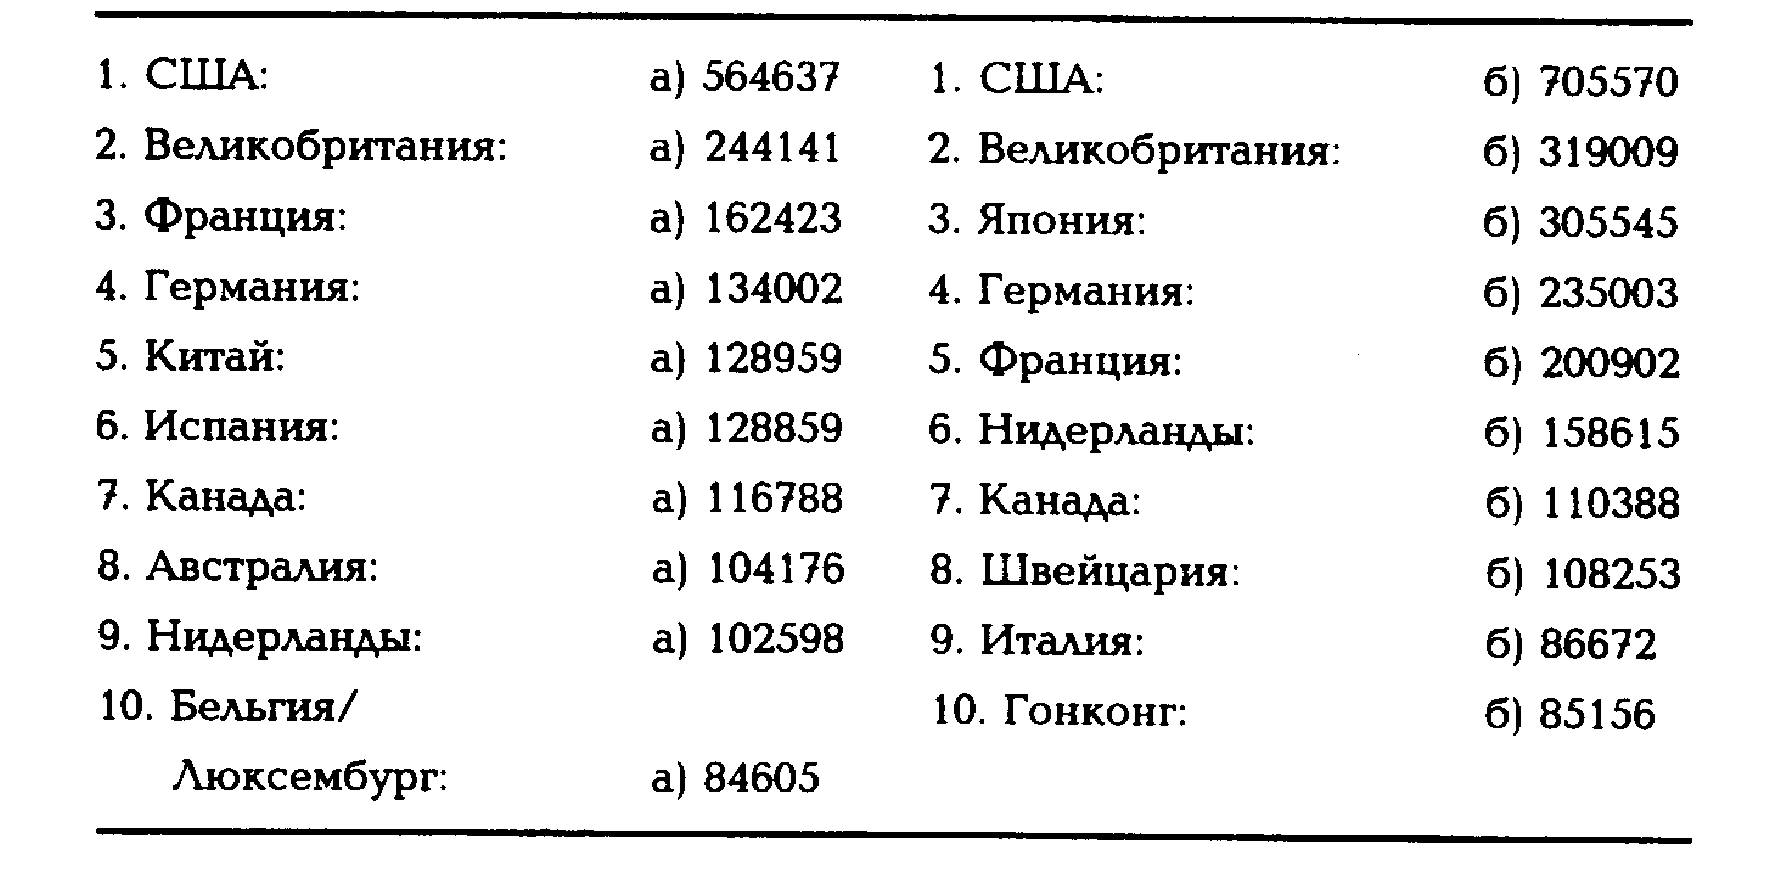 1. США: а) 564637 1. США: б) 705570
2. Великобритания: а) 244141 2. Великобритания: б) 319009
3. Франция: а) 162423 3. Япония: б) 305545
4. Германия: а) 134002 4. Германия: б) 235003
5. Китай: а) 128959 5. Франция: б) 200902
6. Испания: а) 128859 6. Нидерланды: б) 158615
7. Канада: а) 116788 7. Канада: б) 110388
8. Австралия: а) 104176 8. Швейцария: б) 108253
9. Нидерланды: а) 102598 9. Италия: б) 86672
10. Бельгия/ 10. Гонконг: б) 85156
Люксембург: а) 84605